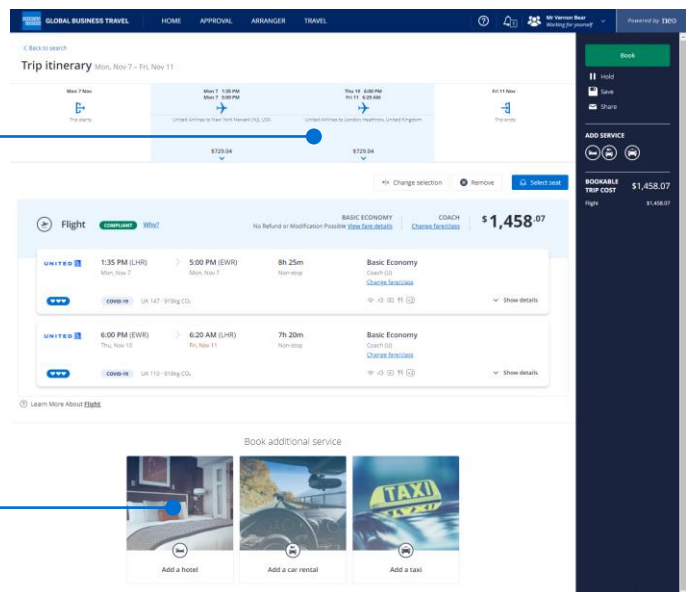 GLOBAL BUSINESS TRAVEL HOME APPROVAL ARRANGER TRAVEL Mr Vernon Bear Working for yourself Powered by neo
Back to search
Trip itinerary Mon, Nov 7 – Fri, Nov 11
Mon 7 Nov
Trip starts
Mon 7 1:35 PM
Mon 7 5:00 PM
United Airlines to New York Newark (NJ), USA
$729.04
Thu 10 6:00 PM
Fri 11 6:20 AM
United Airlines to London Heathrow, United Kingdom
$729.04
Fri 11 Nov
Trip ends
Change selection Remove Select seat
Flight COMPLIANT Why?
BASIC ECONOMY
No Refund or Modification Possible View fare details
COACH
Change fare/class
$1,458.07
UNITED 1:35 PM (LHR) 5:00 PM (EWR) 8h 25m Basic Economy
Mon, Nov 7 Mon, Nov 7 Non-stop Coach (U)
Change fare/class
COVID-19 UA 147 - 918kg CO₂ Show details
UNITED 6:00 PM (EWR) 6:20 AM (LHR) 7h 20m Basic Economy
Thu, Nov 10 Fri, Nov 11 Non-stop Coach (U)
Change fare/class
COVID-19 UA 110 - 918kg CO₂ Show details
Learn More About Flight
Book additional service
TAXI
Add a hotel Add a car rental Add a taxi
Book
Hold
Save
Share
ADD SERVICE
BOOKABLE
TRIP COST $1,458.07
Flight $1,458.07